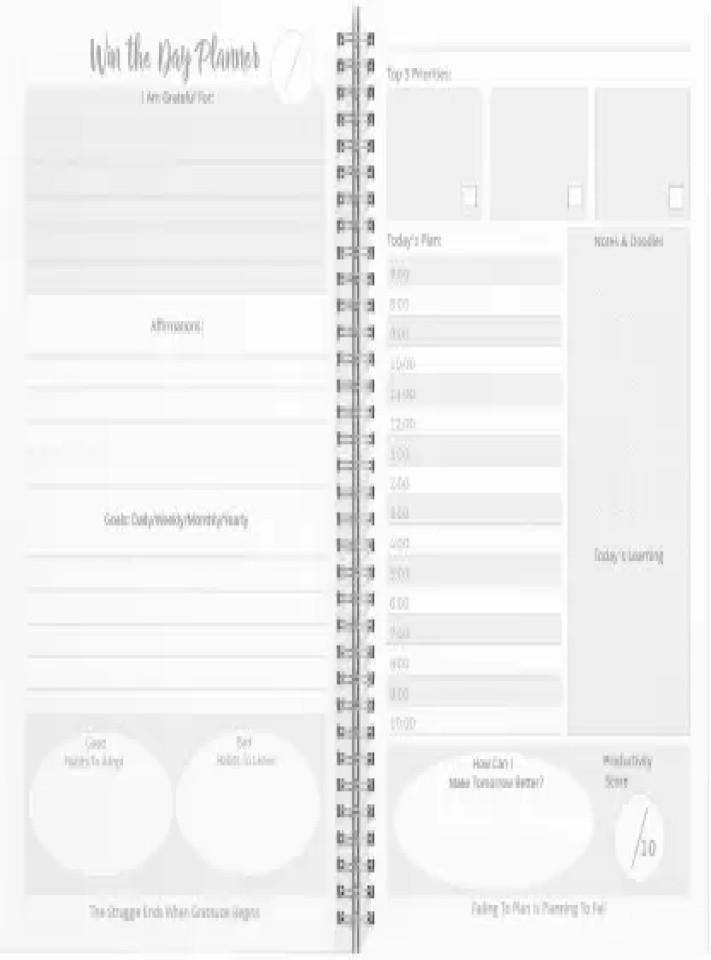 Win the Day Planner
/
I Am Grateful For:
Affirmations:
Goals: Daily/Weekly/Monthly/Yearly
Good
Habits To Adopt
Bad
Habits To Leave
The Struggle Ends When Gratitude Begins
Top 3 Priorities:
Today's Plan:
7:00
8:00
9:00
10:00
11:00
12:00
1:00
2:00
3:00
4:00
5:00
6:00
7:00
8:00
9:00
10:00
Notes & Doodles
Today's Learning
How Can I
Make Tomorrow Better?
Productivity
Score
/10
Failing To Plan Is Planning To Fail